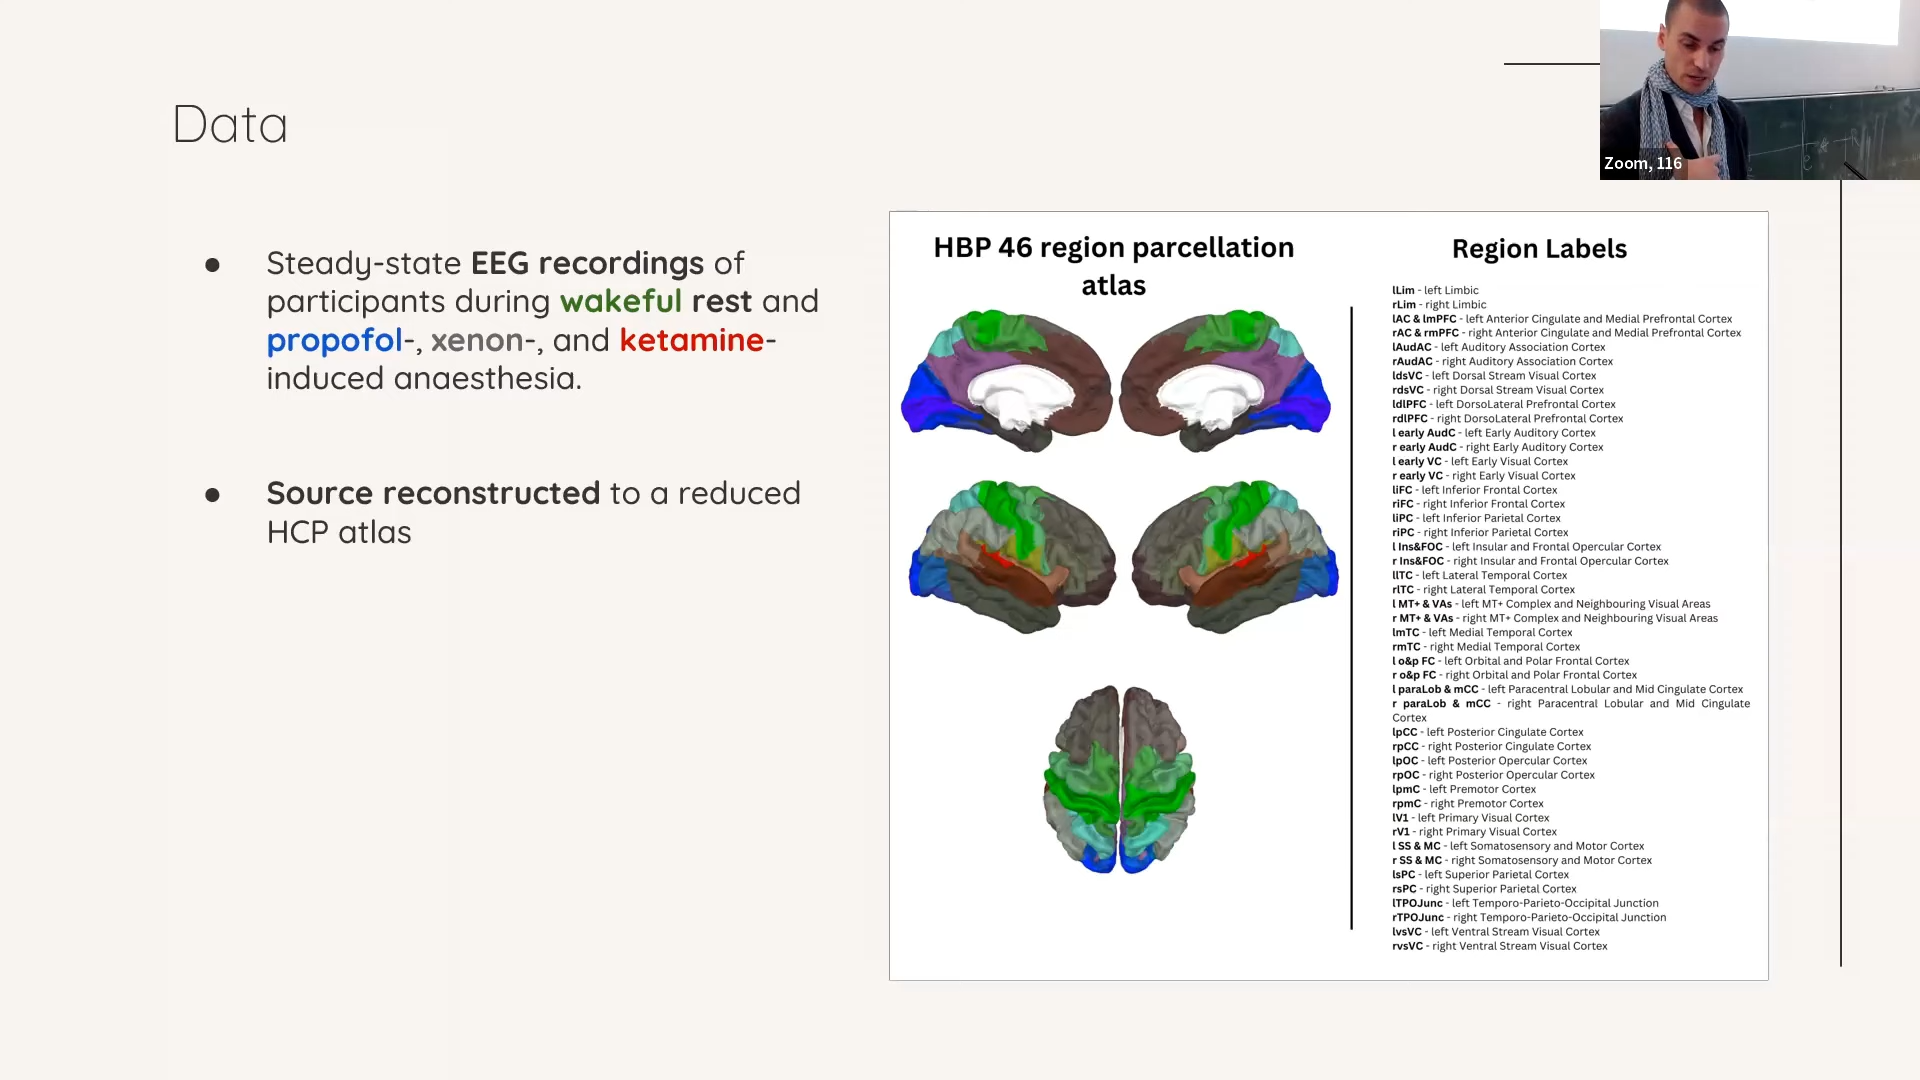 Data
Zoom, 116
● Steady-state EEG recordings of
participants during wakeful rest and
propofol-, xenon-, and ketamine-
induced anaesthesia.
● Source reconstructed to a reduced
HCP atlas
HBP 46 region parcellation
atlas
Region Labels
lLim - left Limbic
rLim - right Limbic
lAC & lmPFC - left Anterior Cingulate and Medial Prefrontal Cortex
rAC & rmPFC - right Anterior Cingulate and Medial Prefrontal Cortex
lAudAC - left Auditory Association Cortex
rAudAC - right Auditory Association Cortex
ldsVC - left Dorsal Stream Visual Cortex
rdsVC - right Dorsal Stream Visual Cortex
ldlPFC - left DorsoLateral Prefrontal Cortex
rdlPFC - right DorsoLateral Prefrontal Cortex
l early AudC - left Early Auditory Cortex
r early AudC - right Early Auditory Cortex
l early VC - left Early Visual Cortex
r early VC - right Early Visual Cortex
liFC - left Inferior Frontal Cortex
riFC - right Inferior Frontal Cortex
liPC - left Inferior Parietal Cortex
riPC - right Inferior Parietal Cortex
l Ins&FOC - left Insular and Frontal Opercular Cortex
r Ins&FOC - right Insular and Frontal Opercular Cortex
llTC - left Lateral Temporal Cortex
rlTC - right Lateral Temporal Cortex
l MT+ & VAs - left MT+ Complex and Neighbouring Visual Areas
r MT+ & VAs - right MT+ Complex and Neighbouring Visual Areas
lmTC - left Medial Temporal Cortex
rmTC - right Medial Temporal Cortex
l o&p FC - left Orbital and Polar Frontal Cortex
r o&p FC - right Orbital and Polar Frontal Cortex
l paraLob & mCC - left Paracentral Lobular and Mid Cingulate Cortex
r paraLob & mCC - right Paracentral Lobular and Mid Cingulate
Cortex
lpCC - left Posterior Cingulate Cortex
rpCC - right Posterior Cingulate Cortex
lpOC - left Posterior Opercular Cortex
rpOC - right Posterior Opercular Cortex
lpmC - left Premotor Cortex
rpmC - right Premotor Cortex
lV1 - left Primary Visual Cortex
rV1 - right Primary Visual Cortex
l SS & MC - left Somatosensory and Motor Cortex
r SS & MC - right Somatosensory and Motor Cortex
lsPC - left Superior Parietal Cortex
rsPC - right Superior Parietal Cortex
lTPOJunc - left Temporo-Parieto-Occipital Junction
rTPOJunc - right Temporo-Parieto-Occipital Junction
lvsVC - left Ventral Stream Visual Cortex
rvsVC - right Ventral Stream Visual Cortex